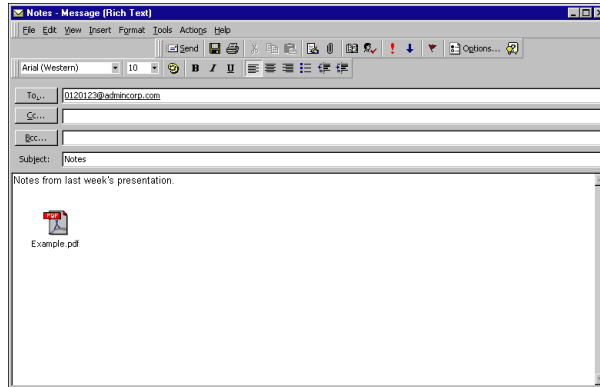 Notes - Message (Rich Text)
File Edit View Insert Format Tools Actions Help
Send Options...
Arial (Western) 10 B I U
To... 0120123@admincorp.com
Cc...
Bcc...
Subject: Notes
Notes from last week's presentation.
PDF
Example.pdf